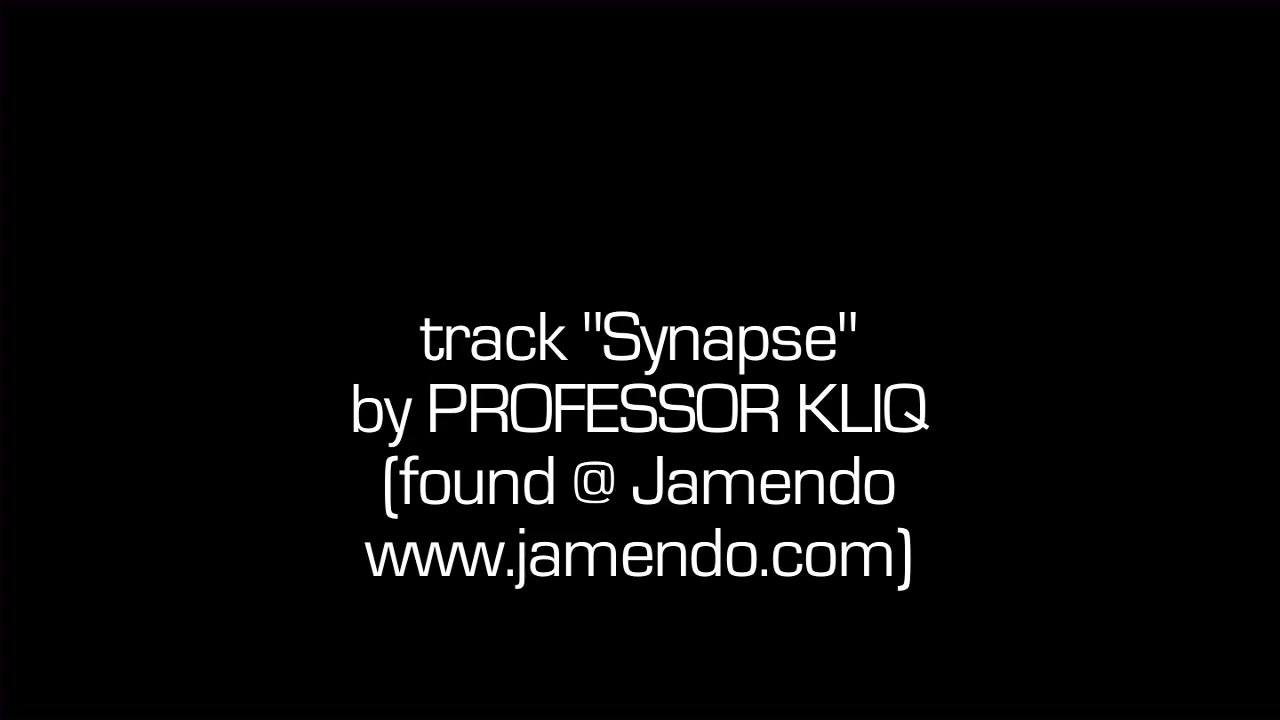 track "Synapse"
by PROFESSOR KLIQ
(found @ Jamendo
www.jamendo.com)